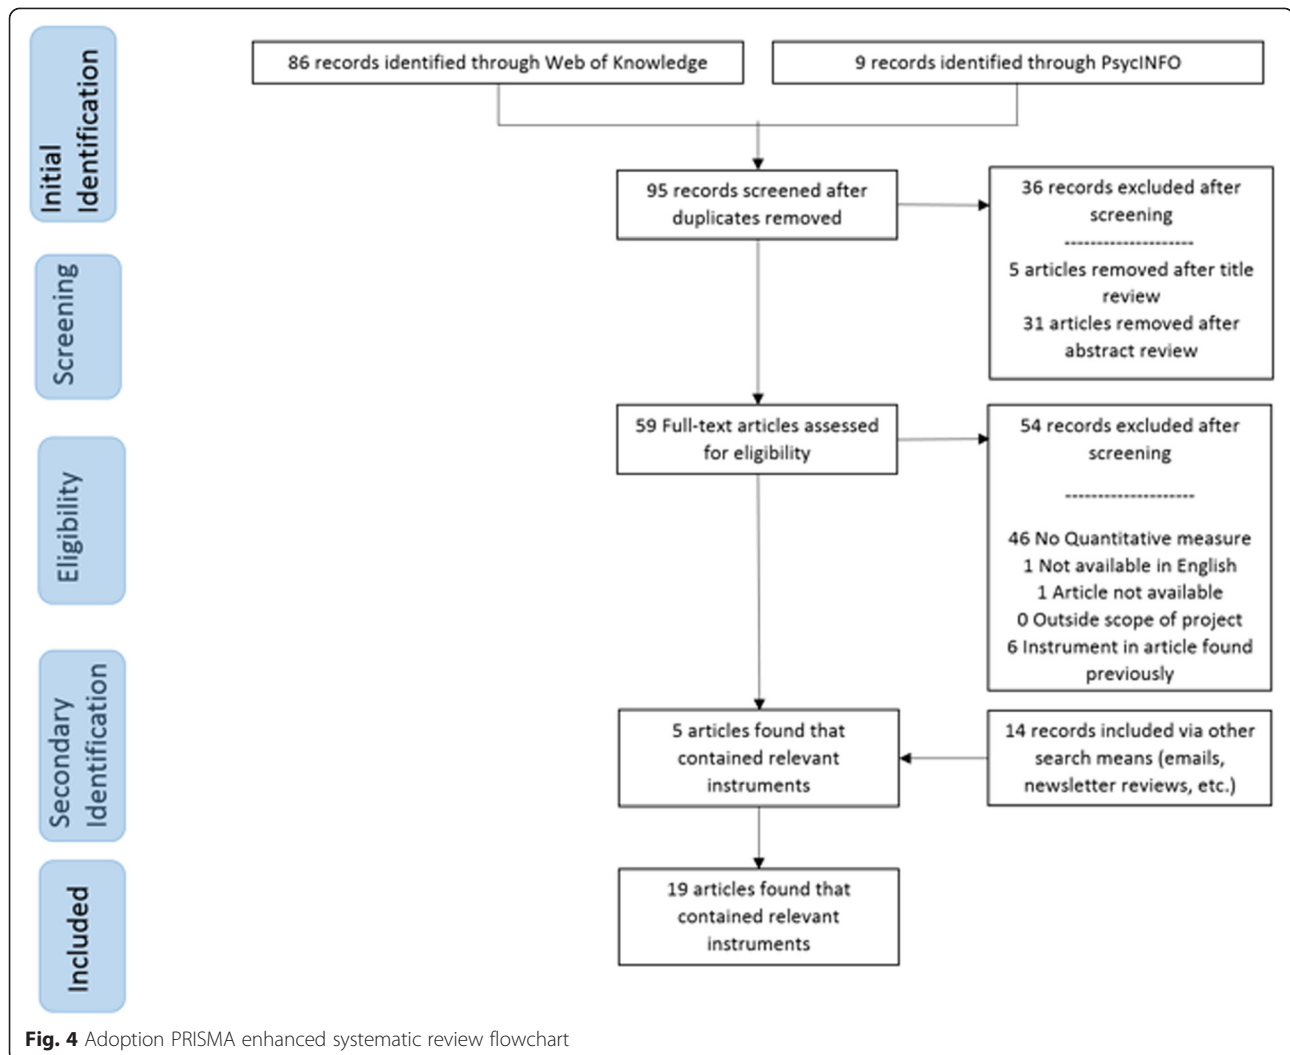 Initial
Identification
86 records identified through Web of Knowledge
9 records identified through PsycINFO
95 records screened after
duplicates removed
36 records excluded after
screening
--------------------
5 articles removed after title
review
31 articles removed after
abstract review
Screening
59 Full-text articles assessed
for eligibility
54 records excluded after
screening
--------------------
46 No Quantitative measure
1 Not available in English
1 Article not available
0 Outside scope of project
6 Instrument in article found
previously
Eligibility
Secondary
Identification
5 articles found that
contained relevant
instruments
14 records included via other
search means (emails,
newsletter reviews, etc.)
Included
19 articles found that
contained relevant
instruments
Fig. 4 Adoption PRISMA enhanced systematic review flowchart